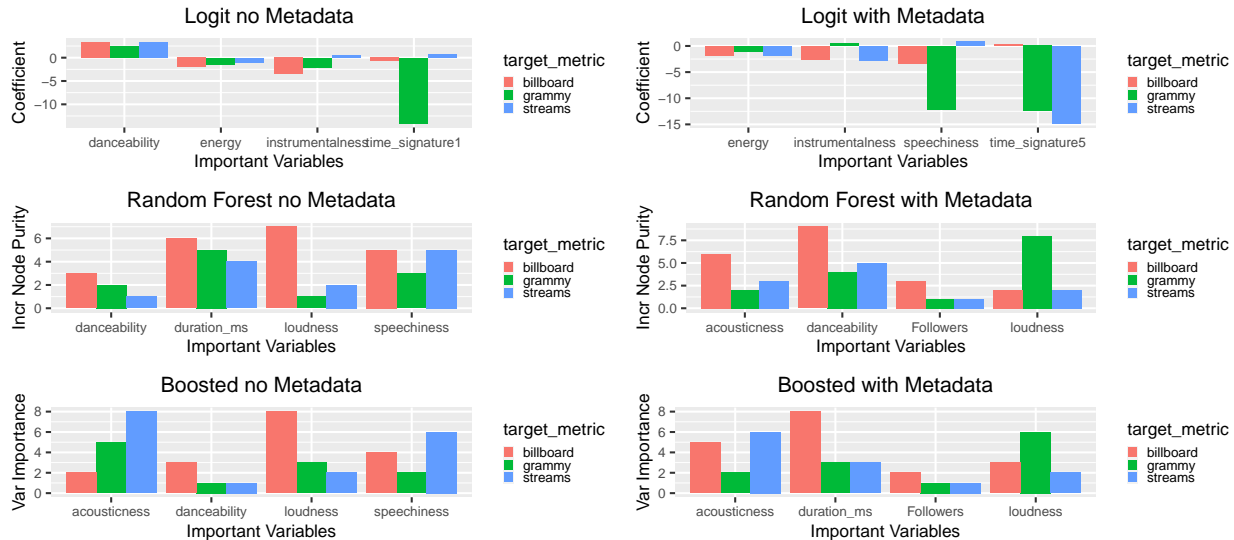 Logit no Metadata
Coefficient
0
−5
−10
danceability energy instrumentalness time_signature1
Important Variables
target_metric
billboard
grammy
streams
Logit with Metadata
Coefficient
0
−5
−10
−15
energy instrumentalness speechiness time_signature5
Important Variables
target_metric
billboard
grammy
streams
Random Forest no Metadata
Incr Node Purity
6
4
2
0
danceability duration_ms loudness speechiness
Important Variables
target_metric
billboard
grammy
streams
Random Forest with Metadata
Incr Node Purity
7.5
5.0
2.5
0.0
acousticness danceability Followers loudness
Important Variables
target_metric
billboard
grammy
streams
Boosted no Metadata
Var Importance
8
6
4
2
0
acousticness danceability loudness speechiness
Important Variables
target_metric
billboard
grammy
streams
Boosted with Metadata
Var Importance
8
6
4
2
0
acousticness duration_ms Followers loudness
Important Variables
target_metric
billboard
grammy
streams